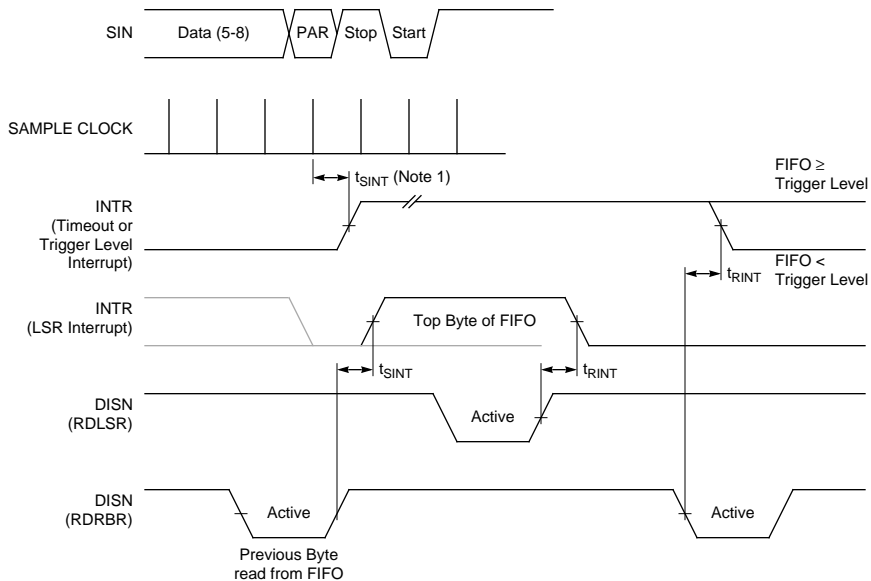 SIN
Data (5-8)
PAR
Stop
Start
SAMPLE CLOCK
tSINT (Note 1)
FIFO ≥
Trigger Level
INTR
(Timeout or
Trigger Level
Interrupt)
FIFO <
Trigger Level
tRINT
INTR
(LSR Interrupt)
Top Byte of FIFO
tSINT
tRINT
DISN
(RDLSR)
Active
DISN
(RDRBR)
Active
Active
Previous Byte
read from FIFO